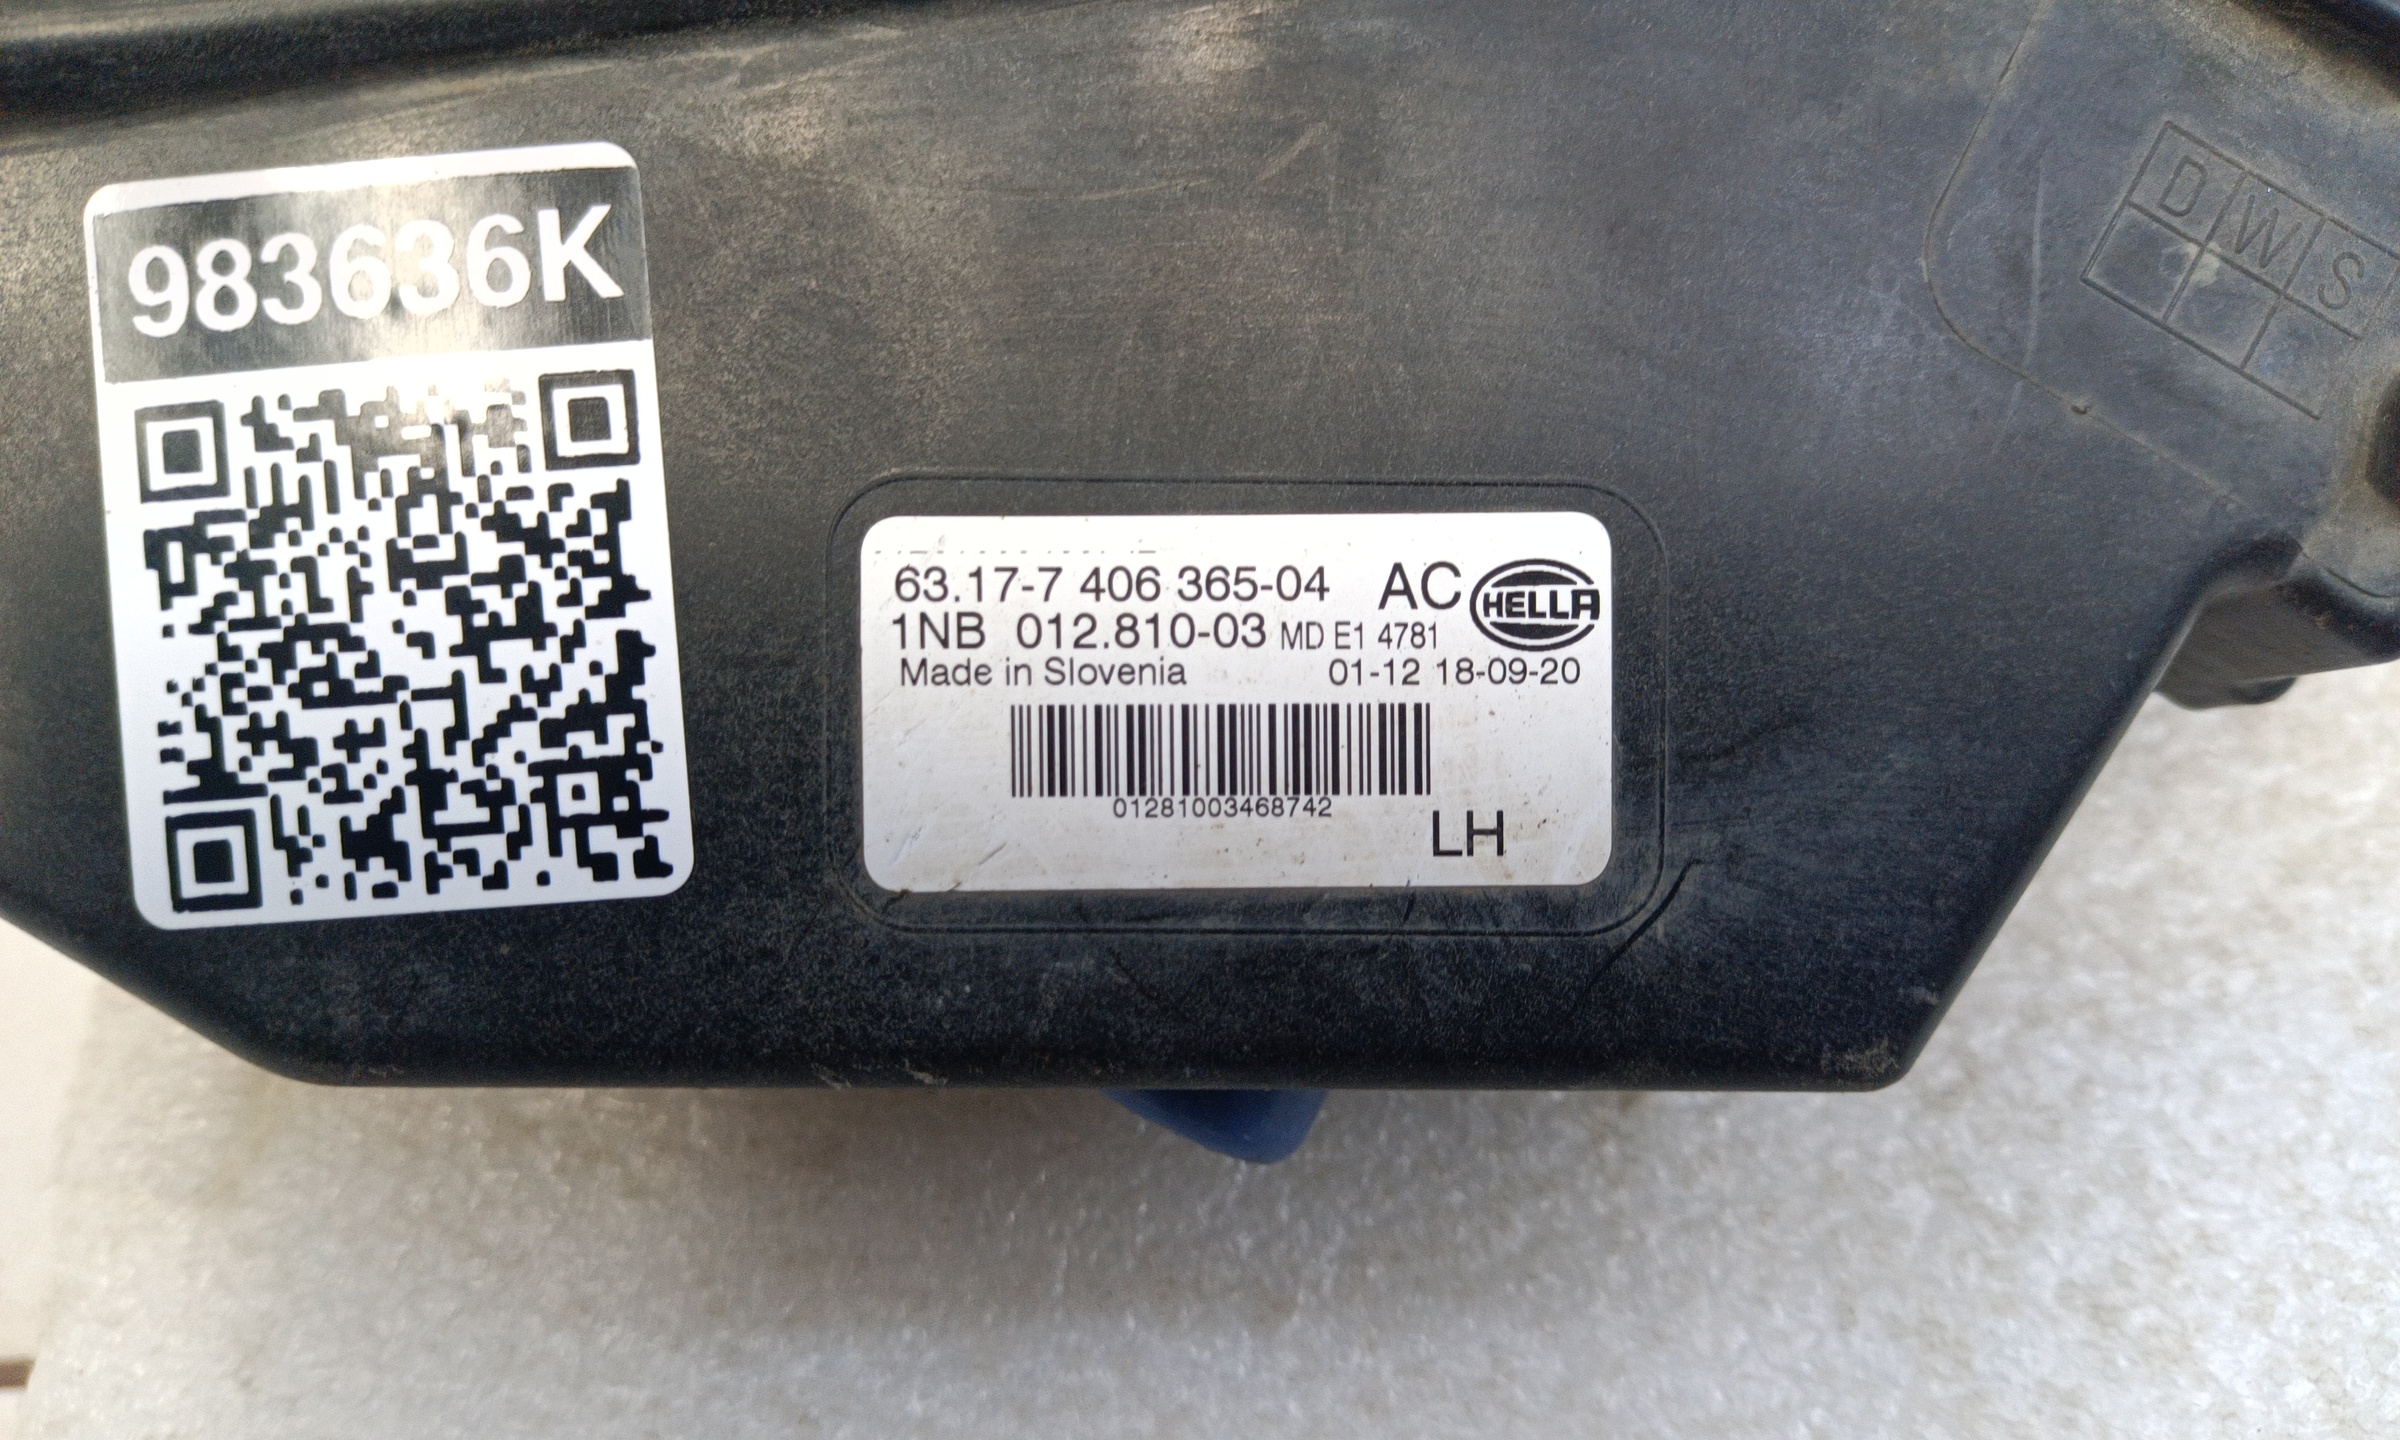 983636K
63.17-7 406 365-04 AC HELLA
1NB 012.810-03 MD E1 4781
Made in Slovenia 01-12 18-09-20
01281003468742
LH
D W S